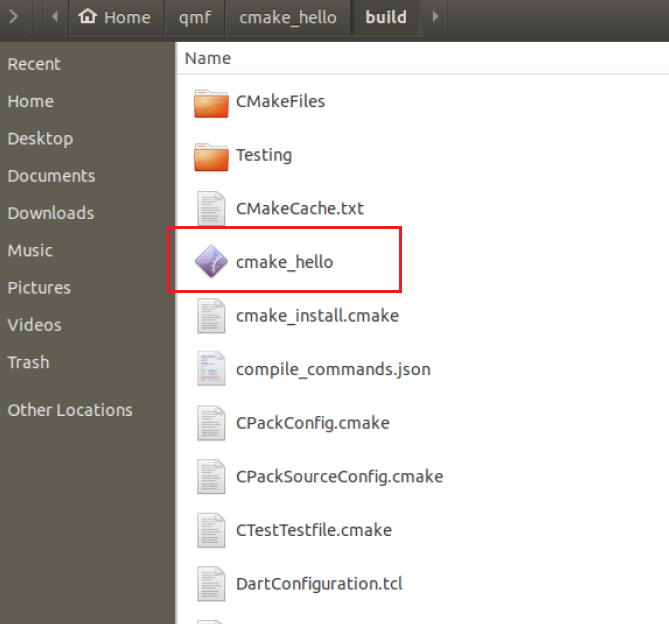 Home qmf cmake_hello build
Recent
Home
Desktop
Documents
Downloads
Music
Pictures
Videos
Trash
Other Locations
Name
CMakeFiles
Testing
CMakeCache.txt
cmake_hello
cmake_install.cmake
compile_commands.json
CPackConfig.cmake
CPackSourceConfig.cmake
CTestTestfile.cmake
DartConfiguration.tcl